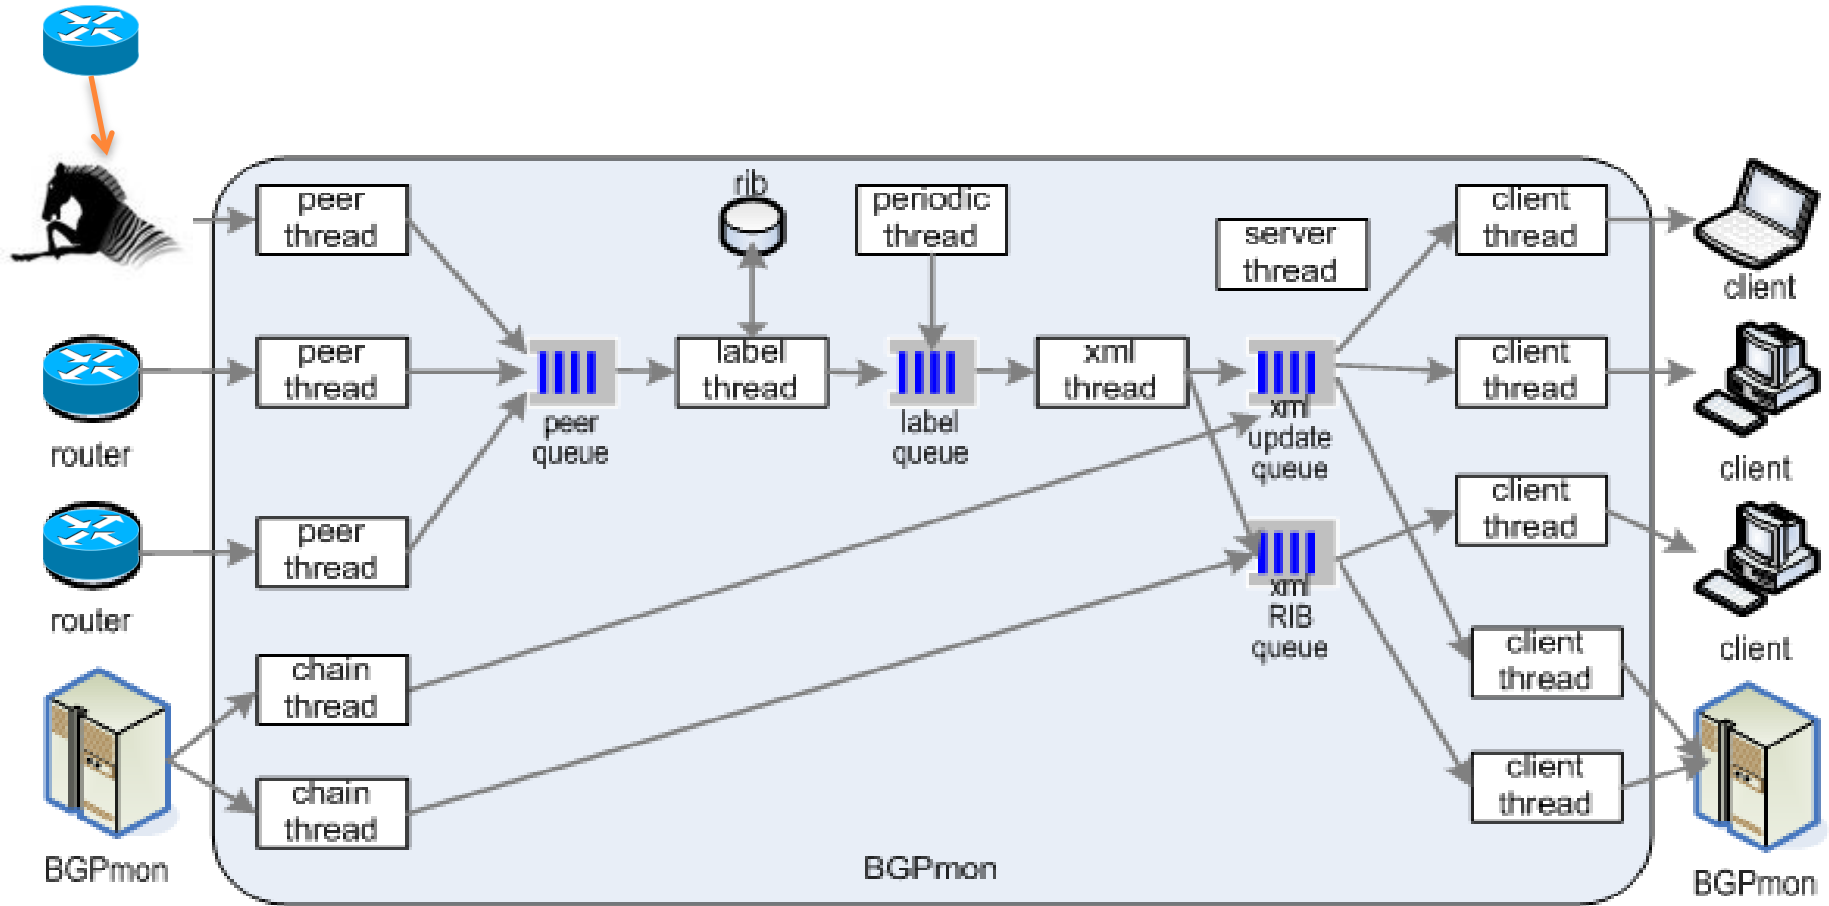 peer
thread
rib
periodic
thread
server
thread
client
thread
client
router
peer
thread
peer
queue
label
thread
label
queue
xml
thread
xml
update
queue
client
thread
client
router
peer
thread
xml
RIB
queue
client
thread
client
BGPmon
chain
thread
chain
thread
client
thread
client
thread
BGPmon
BGPmon